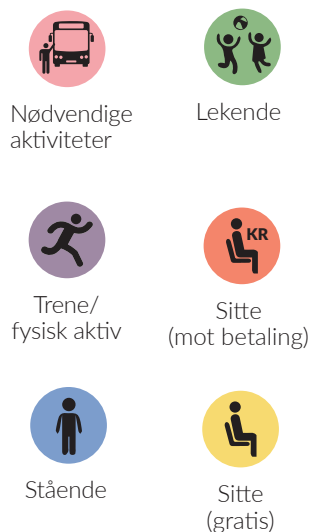 Nødvendige
aktiviteter
Lekende
Trene/
fysisk aktiv
KR
Sitte
(mot betaling)
Stående
Sitte
(gratis)